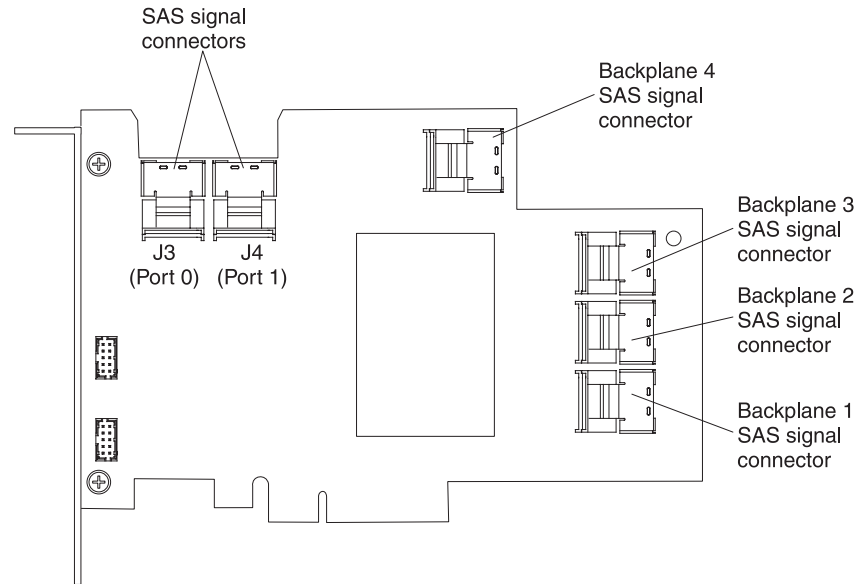 SAS signal
connectors
Backplane 4
SAS signal
connector
J3
(Port 0)
J4
(Port 1)
Backplane 3
SAS signal
connector
Backplane 2
SAS signal
connector
Backplane 1
SAS signal
connector